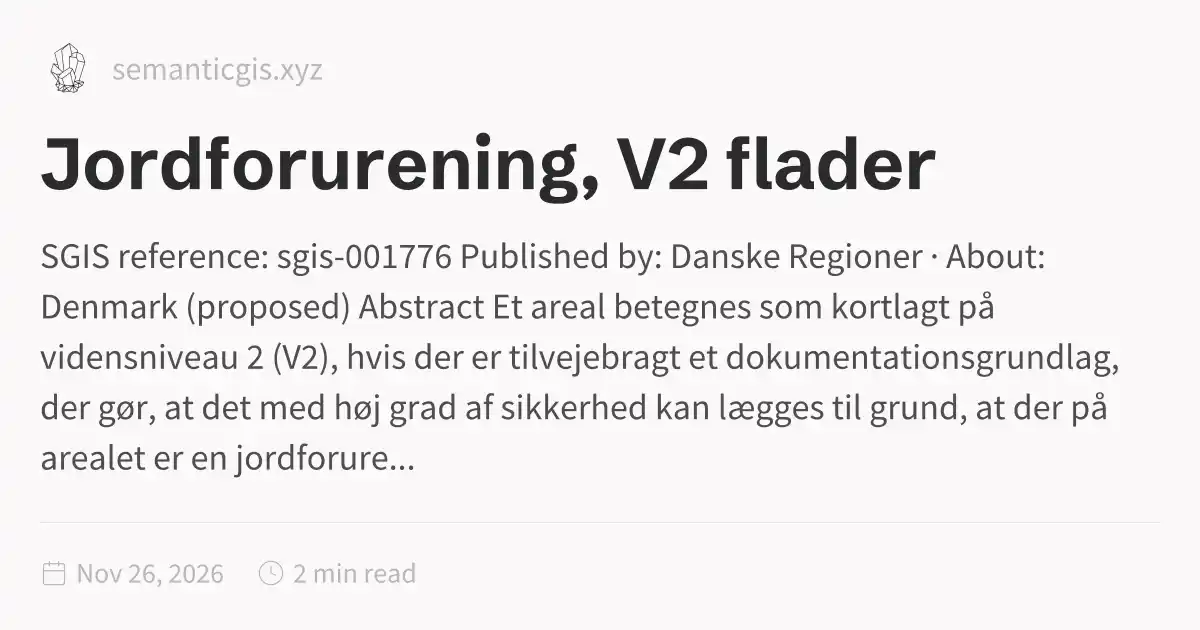 semanticgis.xyz
Jordforurening, V2 flader
SGIS reference: sgis-001776 Published by: Danske Regioner · About:
Denmark (proposed) Abstract Et areal betegnes som kortlagt på
vidensniveau 2 (V2), hvis der er tilvejebragt et dokumentationsgrundlag,
der gør, at det med høj grad af sikkerhed kan lægges til grund, at der på
arealet er en jordforure...
Nov 26, 2026 2 min read